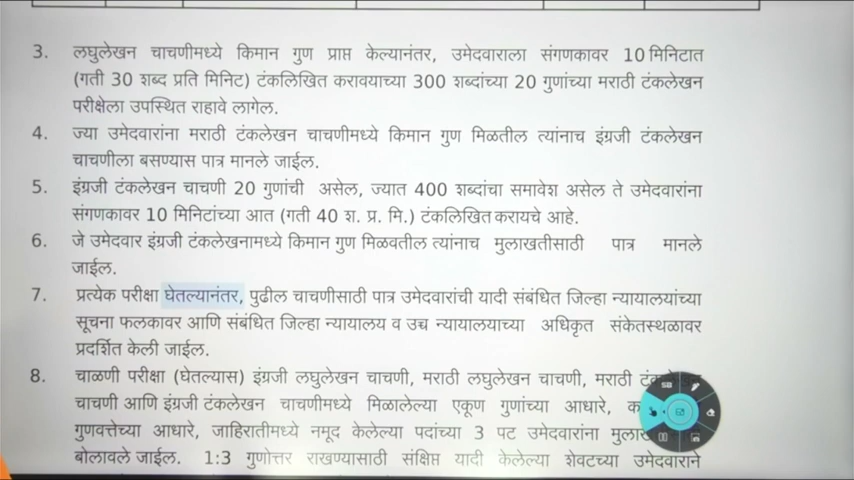 3. लघुलेखन चाचणीमध्ये किमान गुण प्राप्त केल्यानंतर, उमेदवाराला संगणकावर 10 मिनिटात
(गती 30 शब्द प्रति मिनिट) टंकलिखित करावयाच्या 300 शब्दांच्या 20 गुणांच्या मराठी टंकलेखन
परीक्षेला उपस्थित राहावे लागेल.
4. ज्या उमेदवारांना मराठी टंकलेखन चाचणीमध्ये किमान गुण मिळतील त्यांनाच इंग्रजी टंकलेखन
चाचणीला बसण्यास पात्र मानले जाईल.
5. इंग्रजी टंकलेखन चाचणी 20 गुणांची असेल, ज्यात 400 शब्दांचा समावेश असेल ते उमेदवारांना
संगणकावर 10 मिनिटांच्या आत (गती 40 श. प्र. मि.) टंकलिखित करायचे आहे.
6. जे उमेदवार इंग्रजी टंकलेखनामध्ये किमान गुण मिळवतील त्यांनाच मुलाखतीसाठी पात्र मानले
जाईल.
7. प्रत्येक परीक्षा घेतल्यानंतर, पुढील चाचणीसाठी पात्र उमेदवारांची यादी संबंधित जिल्हा न्यायालयांच्या
सूचना फलकावर आणि संबंधित जिल्हा न्यायालय व उच्च न्यायालयाच्या अधिकृत संकेतस्थळावर
प्रदर्शित केली जाईल.
8. चाळणी परीक्षा (घेतल्यास) इंग्रजी लघुलेखन चाचणी, मराठी लघुलेखन चाचणी, मराठी
चाचणी आणि इंग्रजी टंकलेखन चाचणीमध्ये मिळालेल्या एकूण गुणांच्या आधारे,
गुणवत्तेच्या आधारे, जाहिरातीमध्ये नमूद केलेल्या पदांच्या 3 पट उमेदवारांना
बोलावले जाईल. 1:3 गुणोत्तर राखण्यासाठी संक्षिप्त यादी केलेल्या शेवटच्या उमेदवाराने